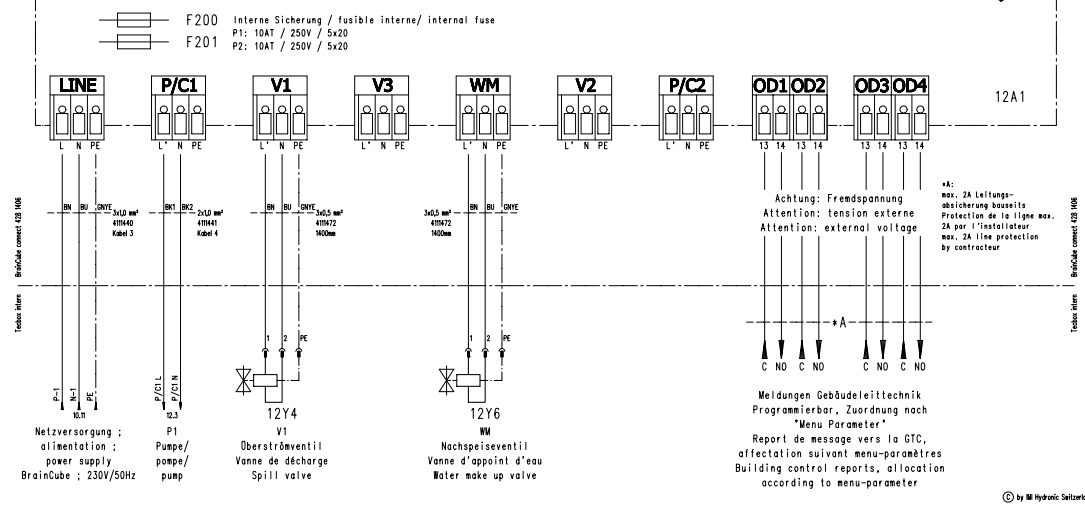 F200 Interne Sicherung / fusible interne/ internal fuse
P1: 10AT / 250V / 5x20
F201 P2: 10AT / 250V / 5x20
LINE P/C1 V1 V3 WM V2 P/C2 OD1 OD2 OD3 OD4
12A1
L N PE L' N L' N PE L' N PE L' N PE L' N PE L' N PE 13 14 13 14 13 14 13 14
BN BU GNYE 3x1,0 mm²
4111440
Kabel 3
BK1 BK2 2x1,0 mm²
4111441
Kabel 4
BN BU GNYE 3x0,5 mm²
4111472
1400mm
3x0,5 mm² BN BU GNYE
4111472
1400mm
Achtung: Fremdspannung
Attention: tension externe
Attention: external voltage
*A:
max. 2A Leitungs-
absicherung bauseits
Protection de la ligne max.
2A par l'installateur
max. 2A line protection
by contracteur
BrainCube connect 428 1406
Tecbox intern
BrainCube connect 428 1406
Tecbox intern
1 2 PE
1 2 PE
*A
C NO C NO C NO C NO
P-1 N-1 PE
10.11
P/C1 L P/C1 N
12.3
12Y4
12Y6
Netzversorgung ;
alimentation ;
power supply
BrainCube ; 230V/50Hz
P1
Pumpe/
pompe/
pump
V1
Überströmventil
Vanne de décharge
Spill valve
WM
Nachspeiseventil
Vanne d'appoint d'eau
Water make up valve
Meldungen Gebäudeleittechnik
Programmierbar, Zuordnung nach
"Menu Parameter"
Report de message vers la GTC,
affectation suivant menu-paramètres
Building control reports, allocation
according to menu-parameter
© by IMI Hydronic Switzerl